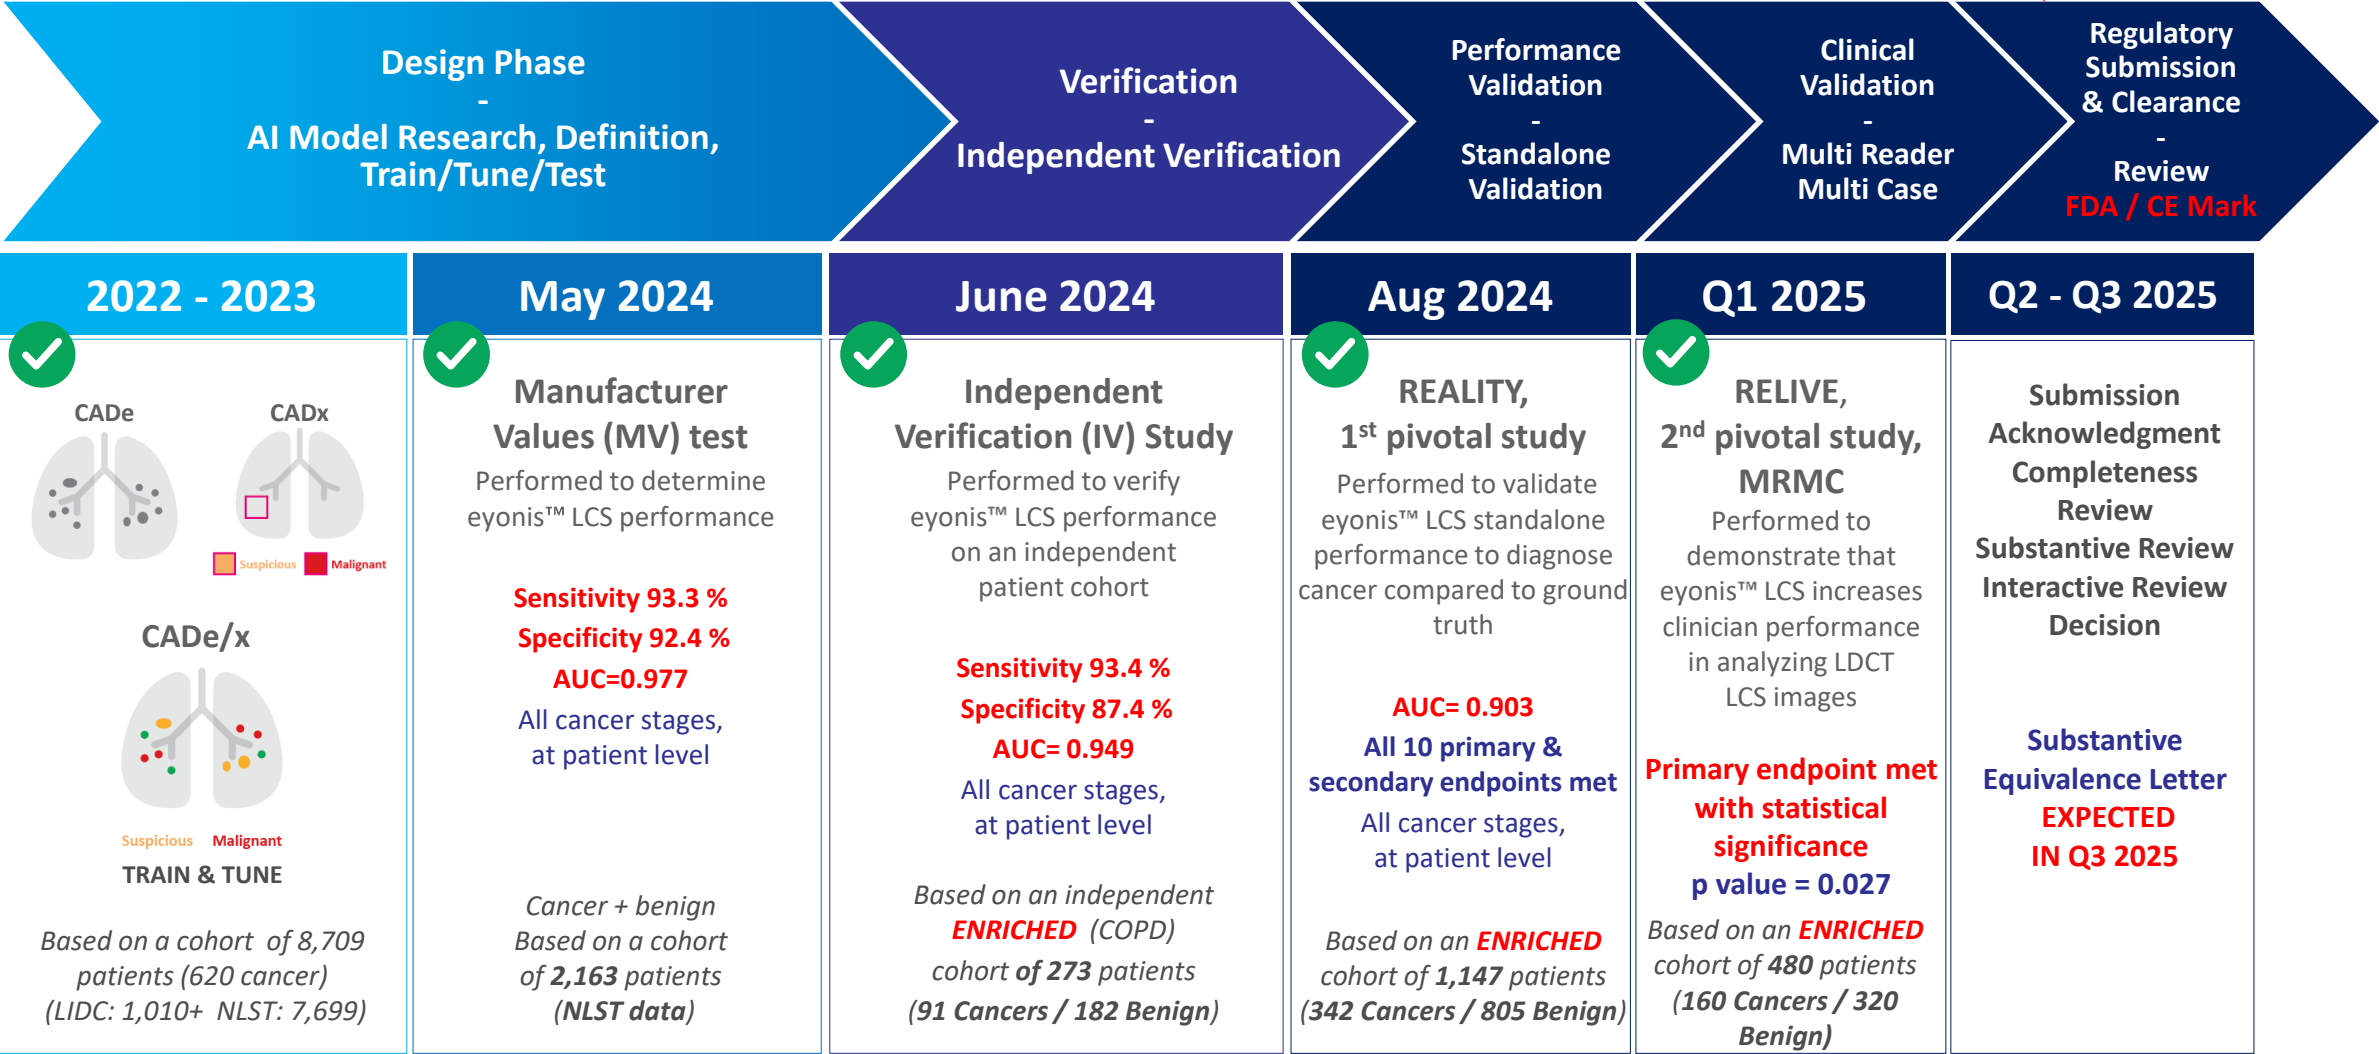 Design Phase
-
AI Model Research, Definition,
Train/Tune/Test
Verification
-
Independent Verification
Performance
Validation
-
Standalone
Validation
Clinical
Validation
-
Multi Reader
Multi Case
Regulatory
Submission
& Clearance
-
Review
FDA / CE Mark
2022 - 2023
CADe
CADx
Suspicious Malignant
CADe/x
Suspicious Malignant
TRAIN & TUNE
Based on a cohort of 8,709
patients (620 cancer)
(LIDC: 1,010+ NLST: 7,699)
May 2024
Manufacturer
Values (MV) test
Performed to determine
eyonis™ LCS performance
Sensitivity 93.3 %
Specificity 92.4 %
AUC=0.977
All cancer stages,
at patient level
Cancer + benign
Based on a cohort
of 2,163 patients
(NLST data)
June 2024
Independent
Verification (IV) Study
Performed to verify
eyonis™ LCS performance
on an independent
patient cohort
Sensitivity 93.4 %
Specificity 87.4 %
AUC= 0.949
All cancer stages,
at patient level
Based on an independent
ENRICHED (COPD)
cohort of 273 patients
(91 Cancers / 182 Benign)
Aug 2024
REALITY,
1st pivotal study
Performed to validate
eyonis™ LCS standalone
performance to diagnose
cancer compared to ground
truth
AUC= 0.903
All 10 primary &
secondary endpoints met
All cancer stages,
at patient level
Based on an ENRICHED
cohort of 1,147 patients
(342 Cancers / 805 Benign)
Q1 2025
RELIVE,
2nd pivotal study,
MRMC
Performed to
demonstrate that
eyonis™ LCS increases
clinician performance
in analyzing LDCT
LCS images
Primary endpoint met
with statistical
significance
p value = 0.027
Based on an ENRICHED
cohort of 480 patients
(160 Cancers / 320
Benign)
Q2 - Q3 2025
Submission
Acknowledgment
Completeness
Review
Substantive Review
Interactive Review
Decision
Substantive
Equivalence Letter
EXPECTED
IN Q3 2025